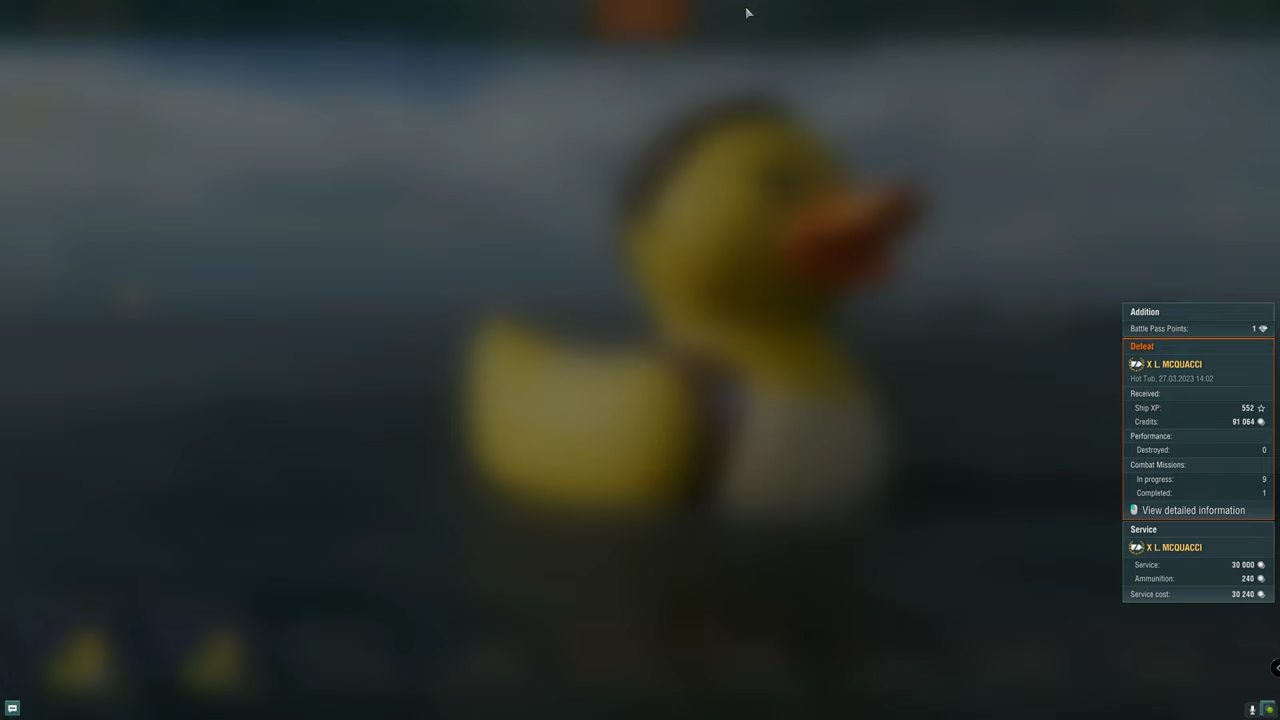 Addition
Battle Pass Points: 1
Defeat
X L. MCQUACCI
Hot Tub, 27.03.2023 14:02
Received:
Ship XP: 552
Credits: 91 064
Performance:
Destroyed: 0
Combat Missions:
In progress: 9
Completed: 1
View detailed information
Service
X L. MCQUACCI
Service: 30 000
Ammunition: 240
Service cost: 30 240